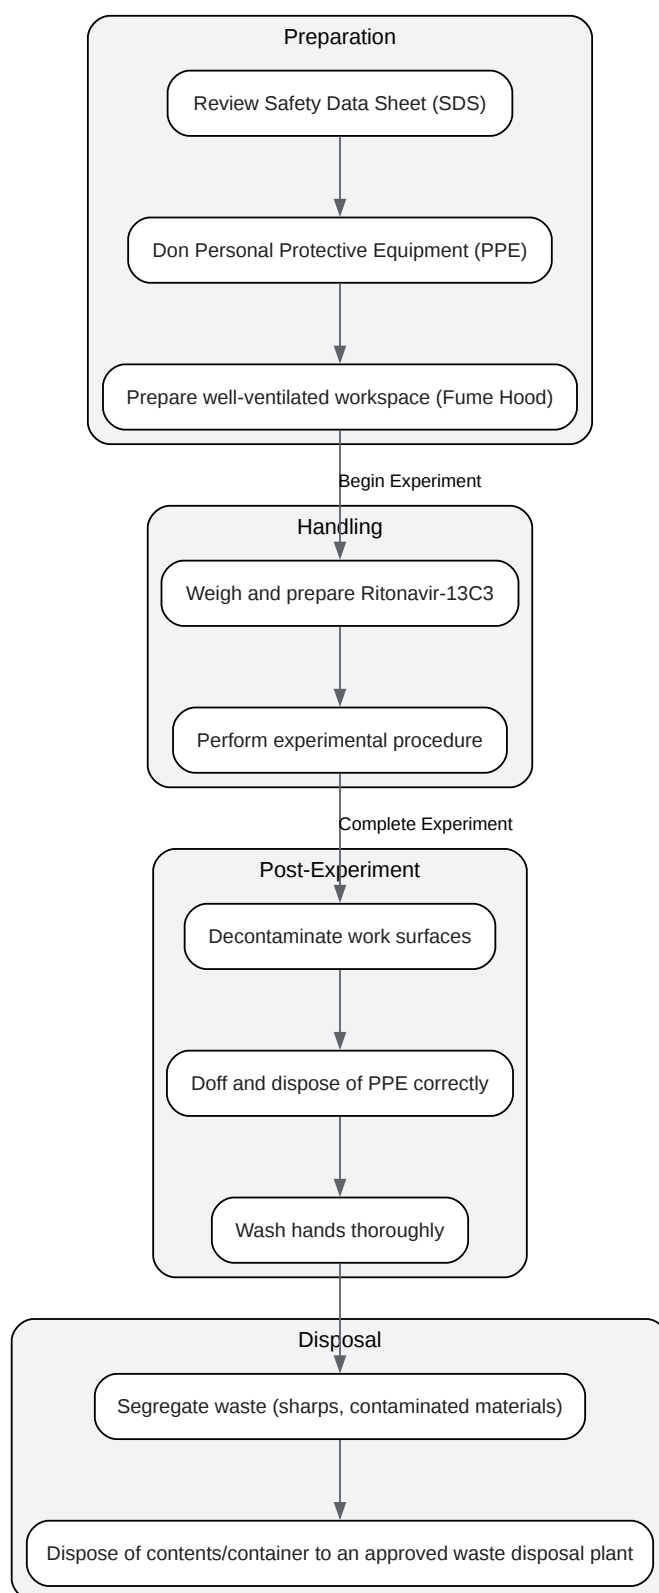 Preparation
Review Safety Data Sheet (SDS)
Don Personal Protective Equipment (PPE)
Prepare well-ventilated workspace (Fume Hood)
Begin Experiment
Handling
Weigh and prepare Ritonavir-13C3
Perform experimental procedure
Complete Experiment
Post-Experiment
Decontaminate work surfaces
Doff and dispose of PPE correctly
Wash hands thoroughly
Disposal
Segregate waste (sharps, contaminated materials)
Dispose of contents/container to an approved waste disposal plant